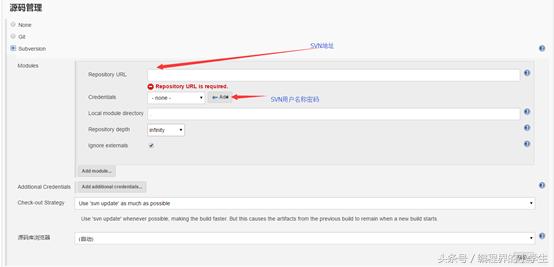 源码管理
None
Git
Subversion
SVN地址
Modules
Repository URL
Repository URL is required.
Credentials
- none -
Add
SVN用户名称密码
Local module directory
Repository depth
infinity
Ignore externals
Add module...
Additional Credentials
Add additional credentials...
Check-out Strategy
Use 'svn update' as much as possible
Use 'svn update' whenever possible, making the build faster. But this causes the artifacts from the previous build to remain when a new build starts.
源码库浏览器
(自动)
头条号／编程界的小学生